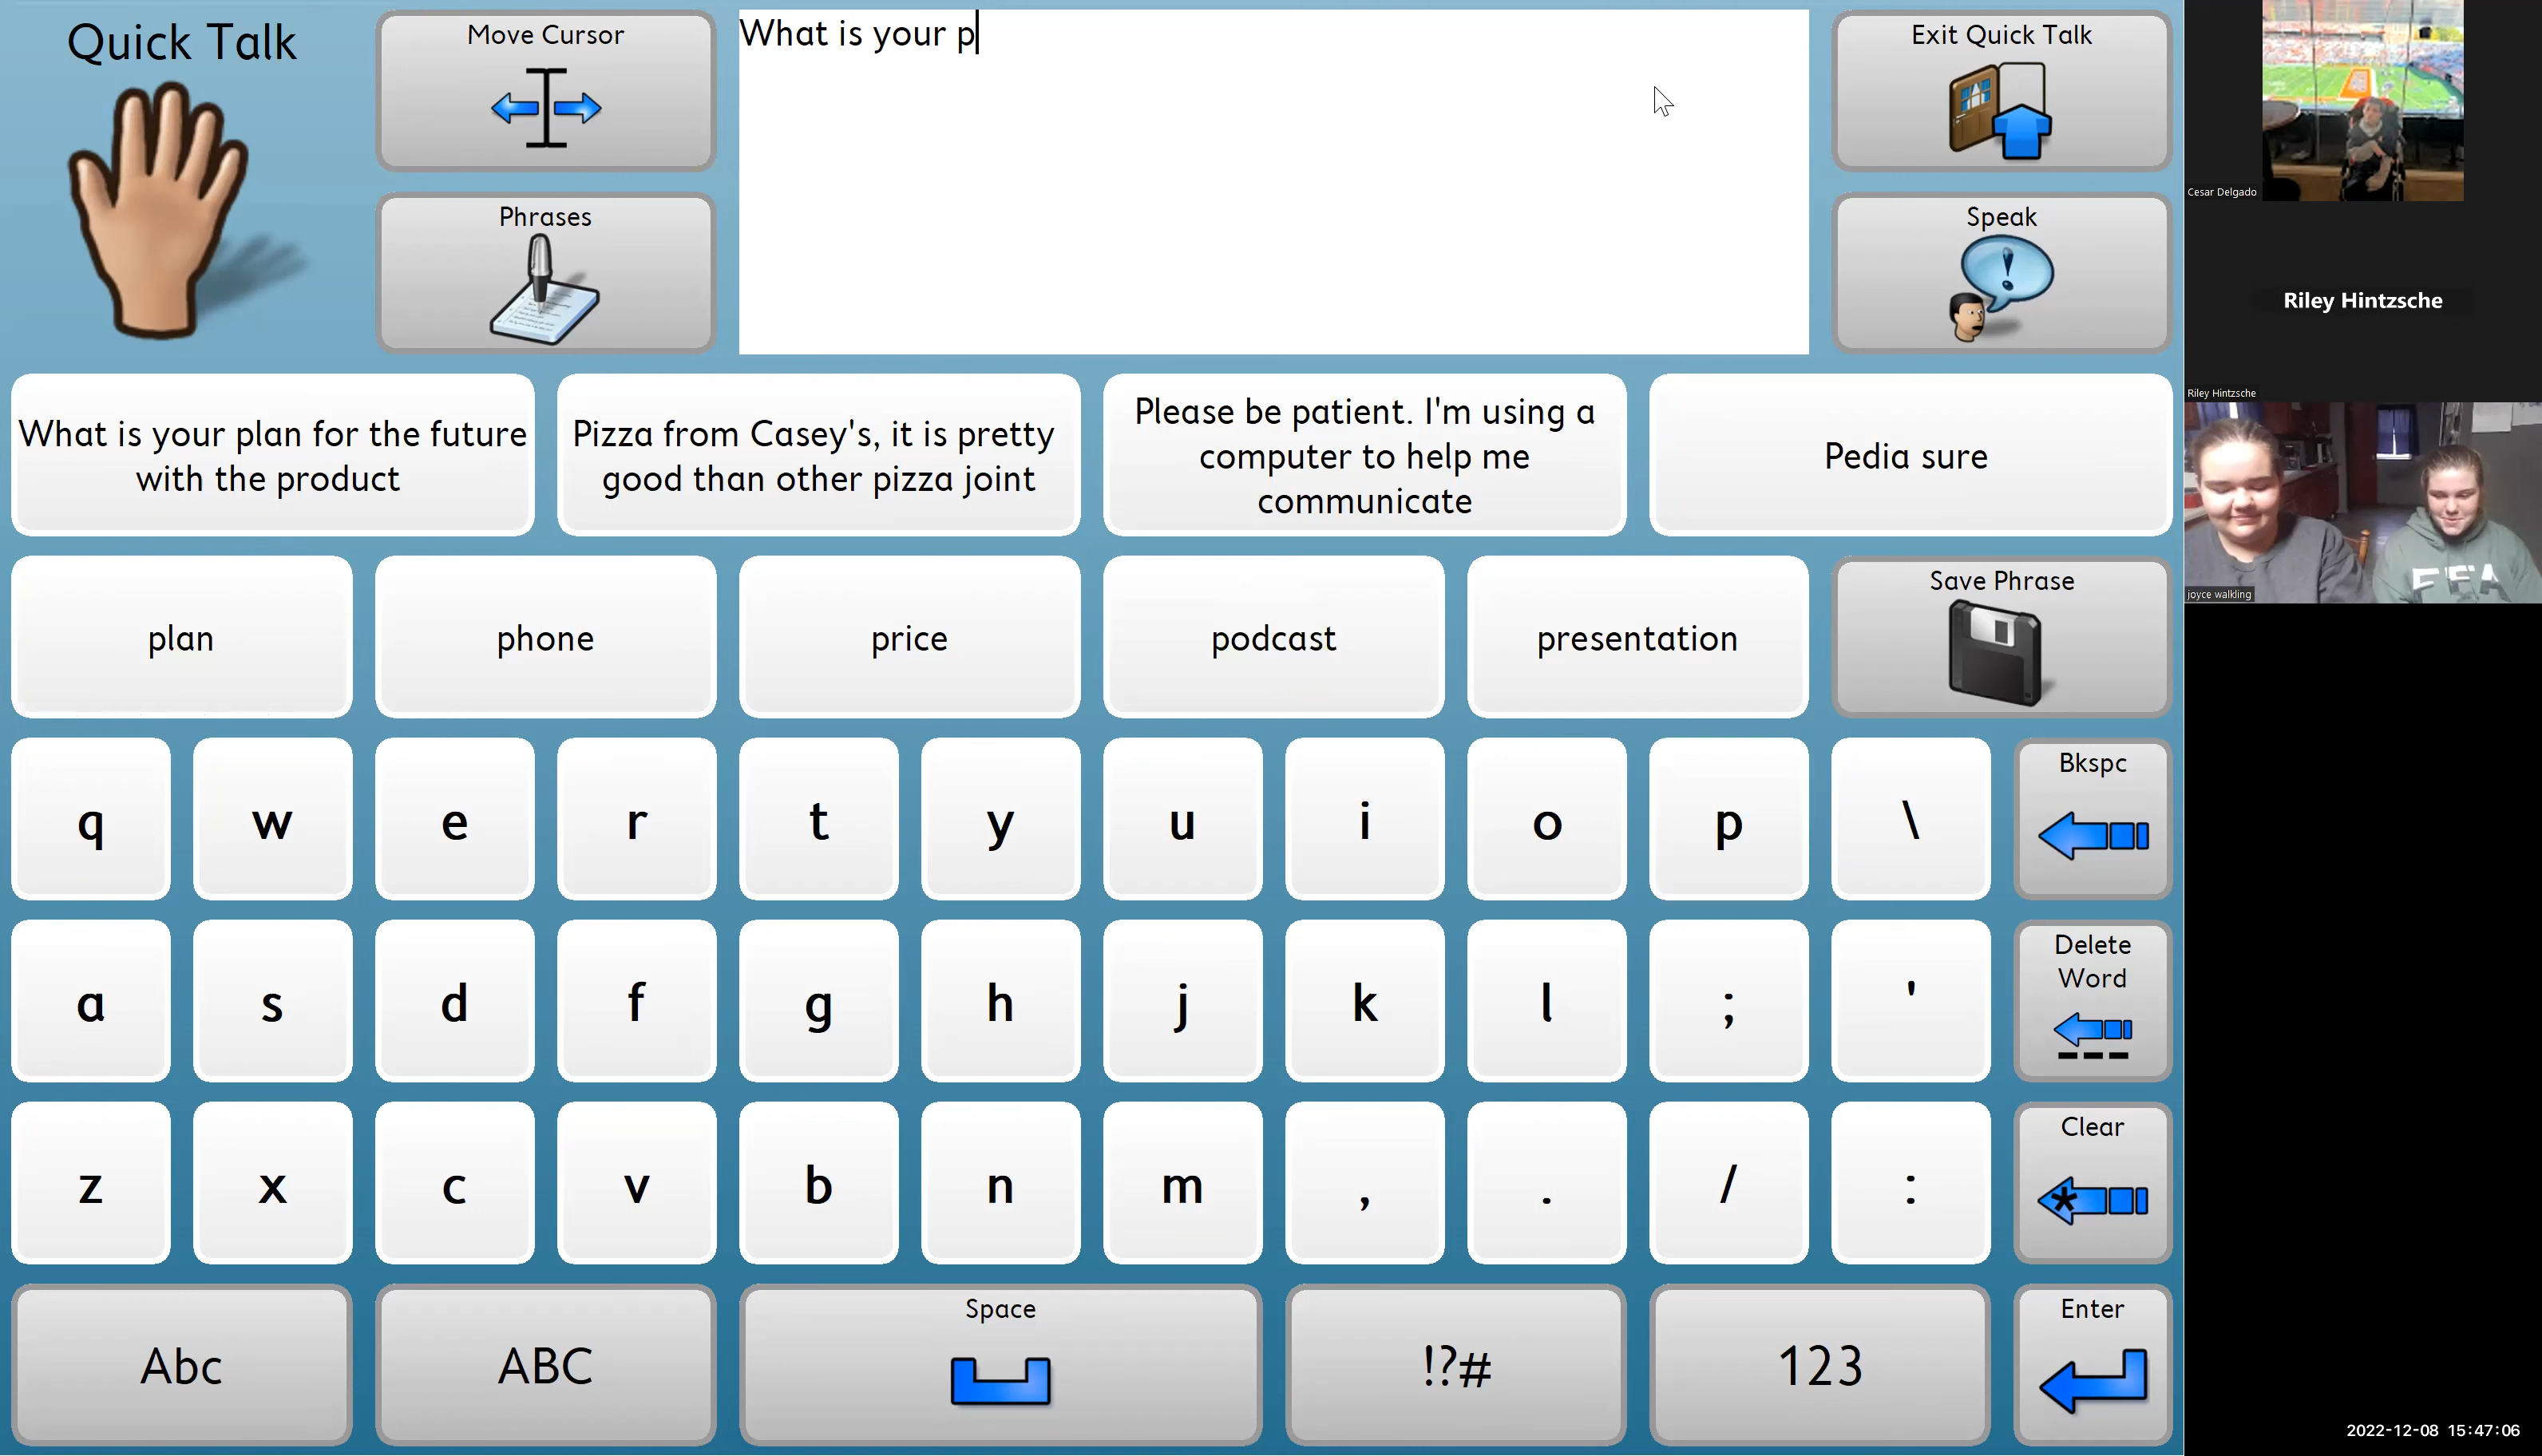 Quick Talk
Move Cursor
What is your p
Exit Quick Talk
Phrases
Speak
What is your plan for the future
with the product
Pizza from Casey's, it is pretty
good than other pizza joint
Please be patient. I'm using a
computer to help me
communicate
Pedia sure
plan
phone
price
podcast
presentation
Save Phrase
q w e r t y u i o p \
Bkspc
a s d f g h j k l ; '
Delete
Word
z x c v b n m , . / :
Clear
Abc
ABC
Space
!?#
123
Enter
Cesar Delgado
Riley Hintzsche
Riley Hintzsche
FFA
joyce walkling
2022-12-08 15:47:06